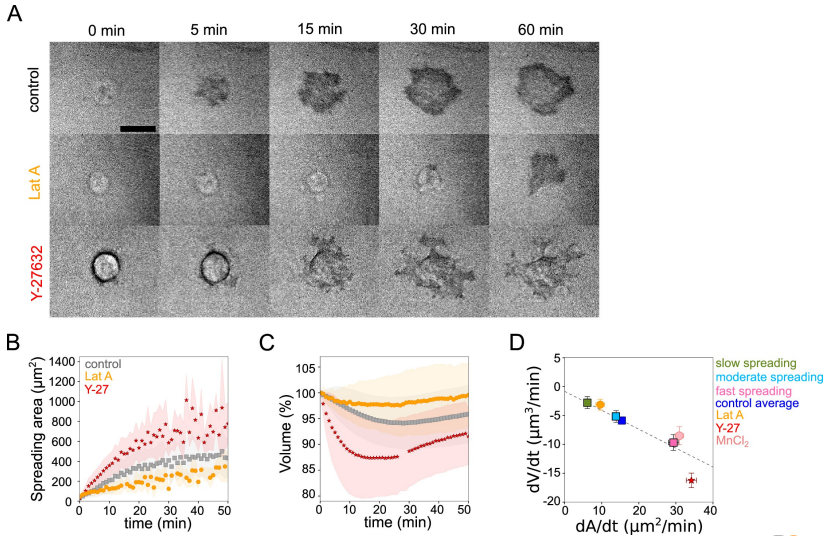 A
0 min 5 min 15 min 30 min 60 min
control
Lat A
Y-27632
B
Spreading area (µm²)
1400
1200
1000
800
600
400
200
0
control
Lat A
Y-27
0 10 20 30 40 50
time (min)
C
Volume (%)
105
100
95
90
85
80
0 10 20 30 40 50
time (min)
D
dV/dt (µm³/min)
5
0
-5
-10
-15
-20
0 10 20 30 40
dA/dt (µm²/min)
slow spreading
moderate spreading
fast spreading
control average
Lat A
Y-27
MnCl₂